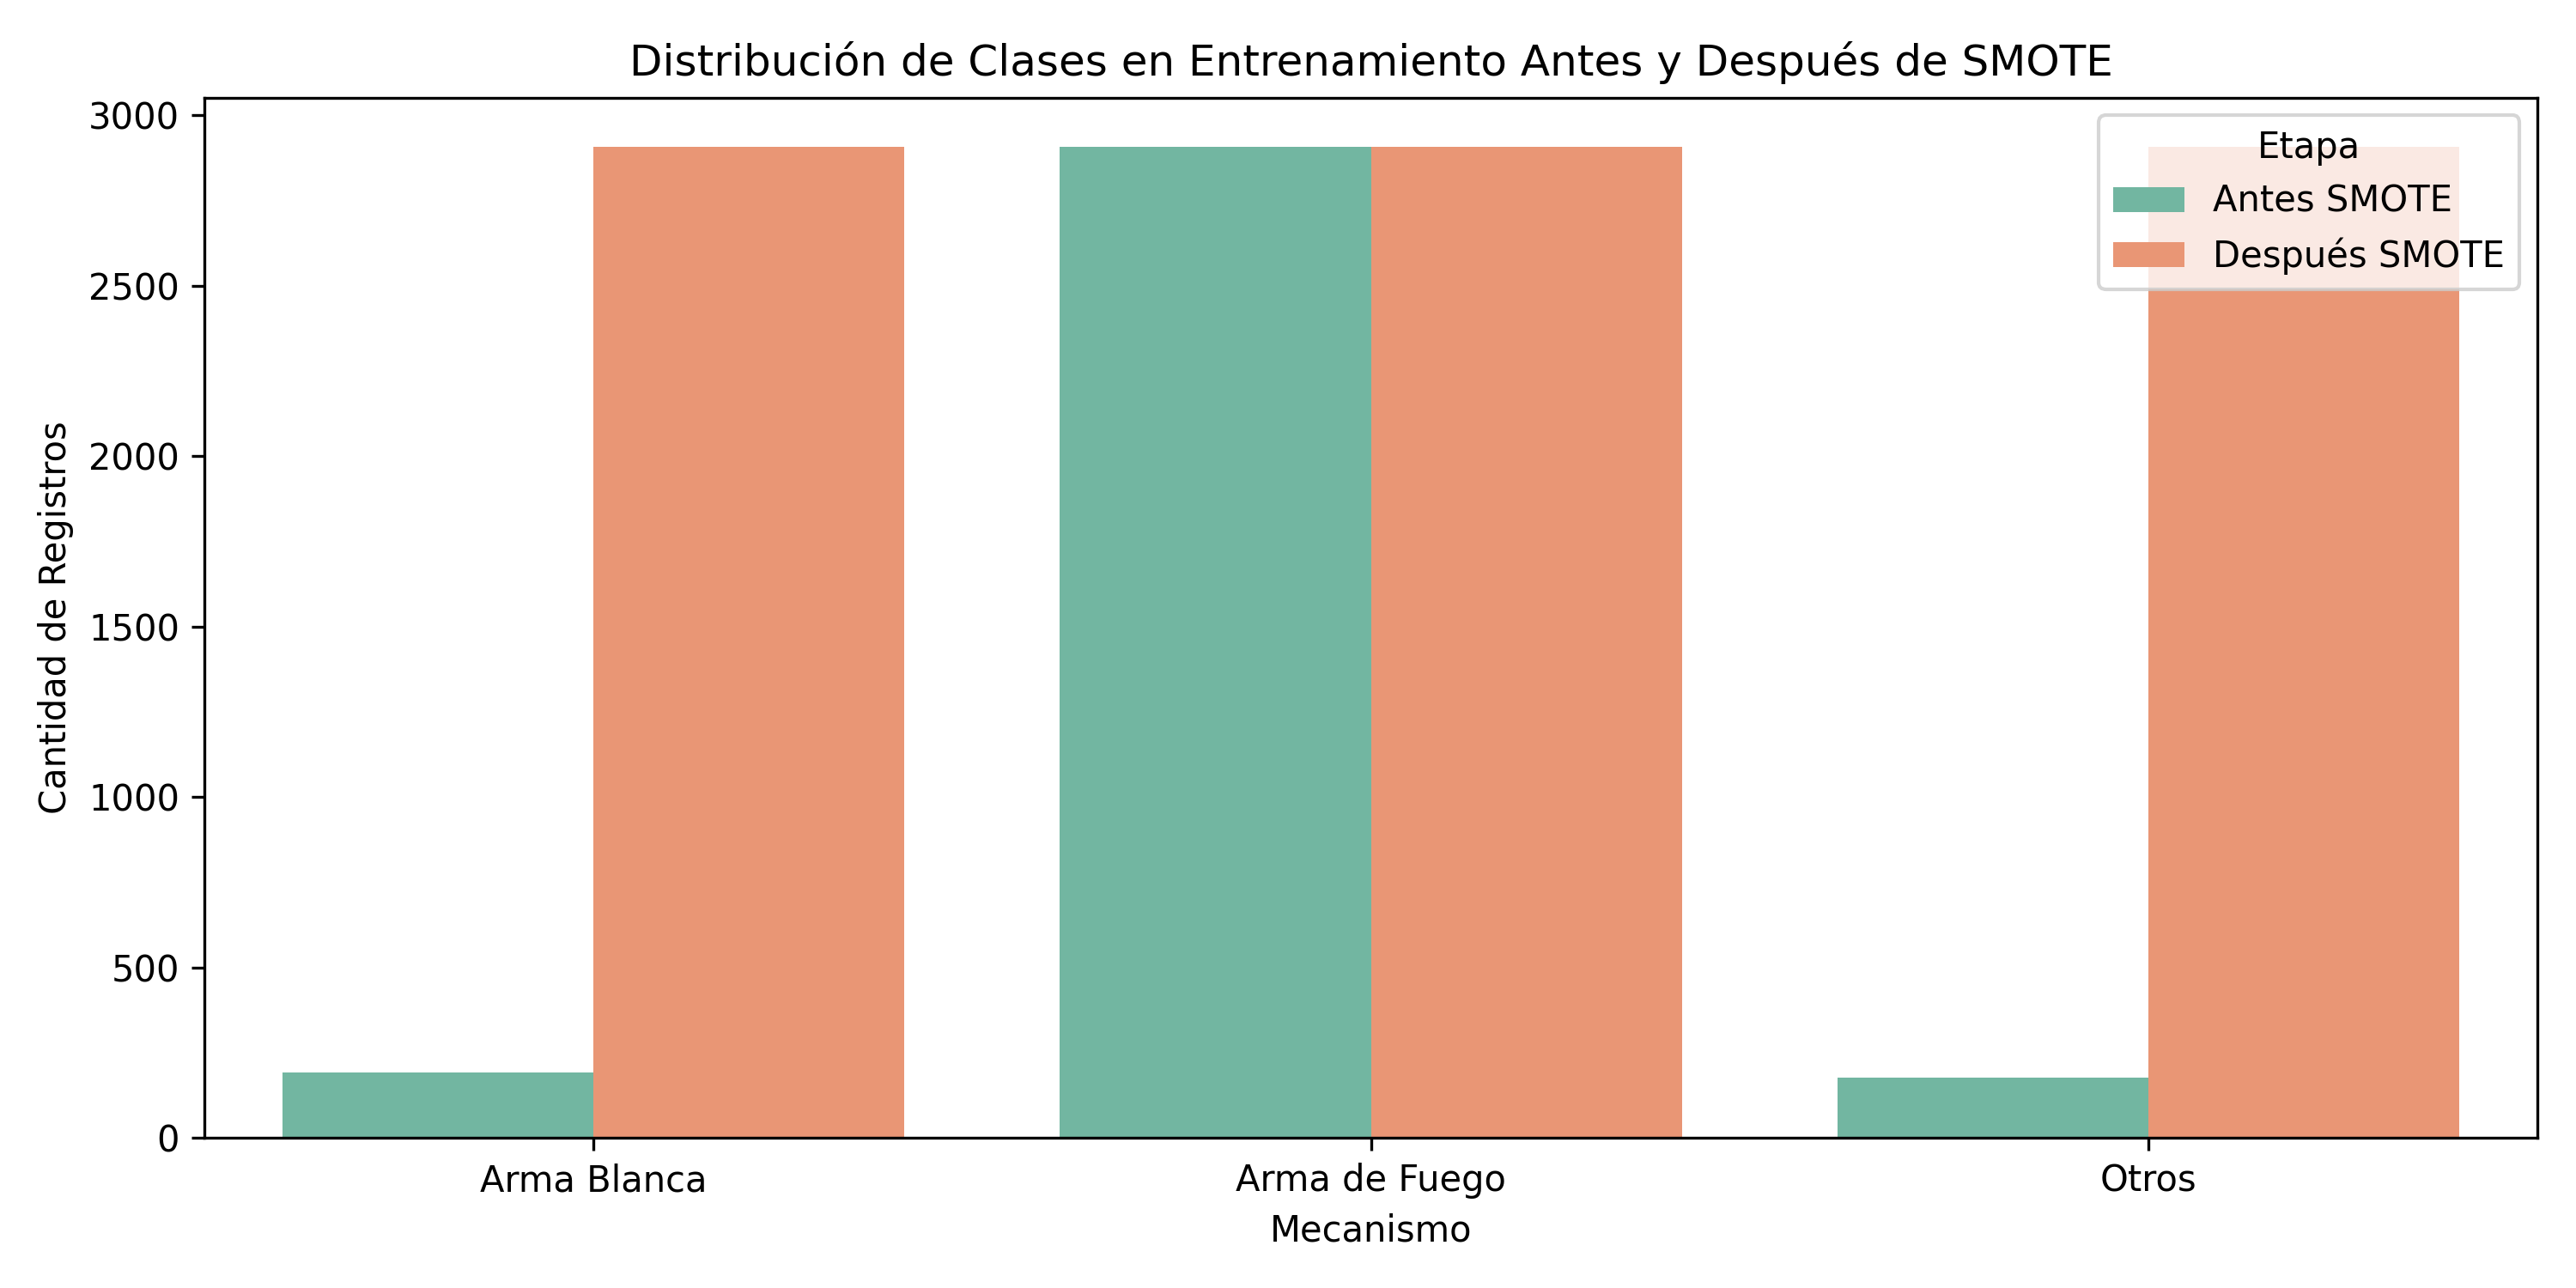 Distribución de Clases en Entrenamiento Antes y Después de SMOTE
3000
2500
2000
1500
1000
500
0
Cantidad de Registros
Etapa
Antes SMOTE
Después SMOTE
Arma Blanca
Arma de Fuego
Otros
Mecanismo